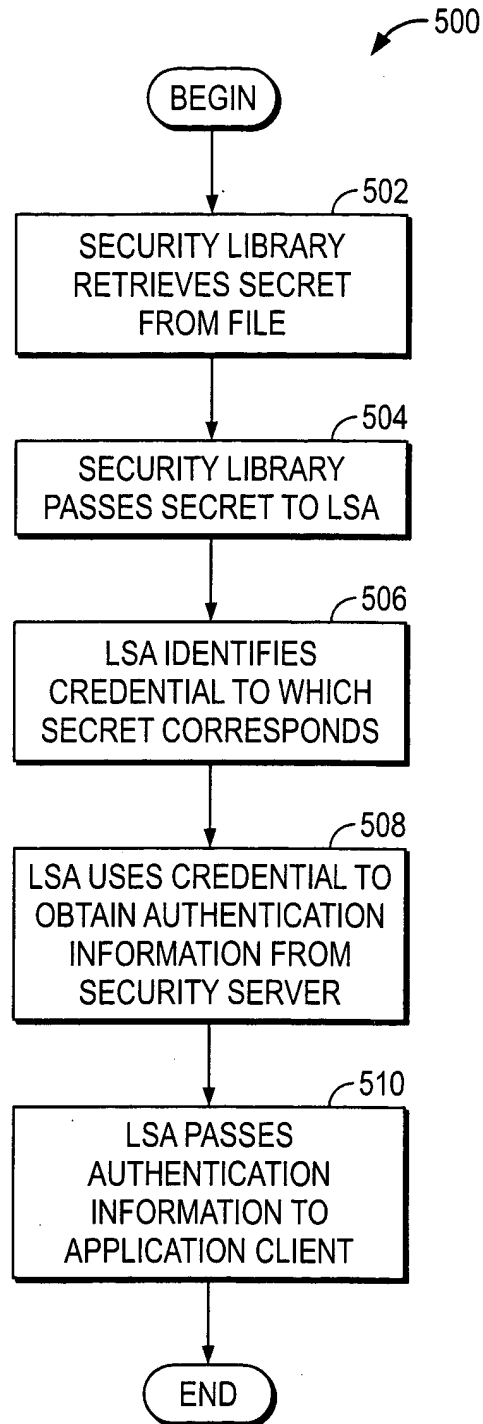 500
BEGIN
502
SECURITY LIBRARY
RETRIEVES SECRET
FROM FILE
504
SECURITY LIBRARY
PASSES SECRET TO LSA
506
LSA IDENTIFIES
CREDENTIAL TO WHICH
SECRET CORRESPONDS
508
LSA USES CREDENTIAL TO
OBTAIN AUTHENTICATION
INFORMATION FROM
SECURITY SERVER
510
LSA PASSES
AUTHENTICATION
INFORMATION TO
APPLICATION CLIENT
END